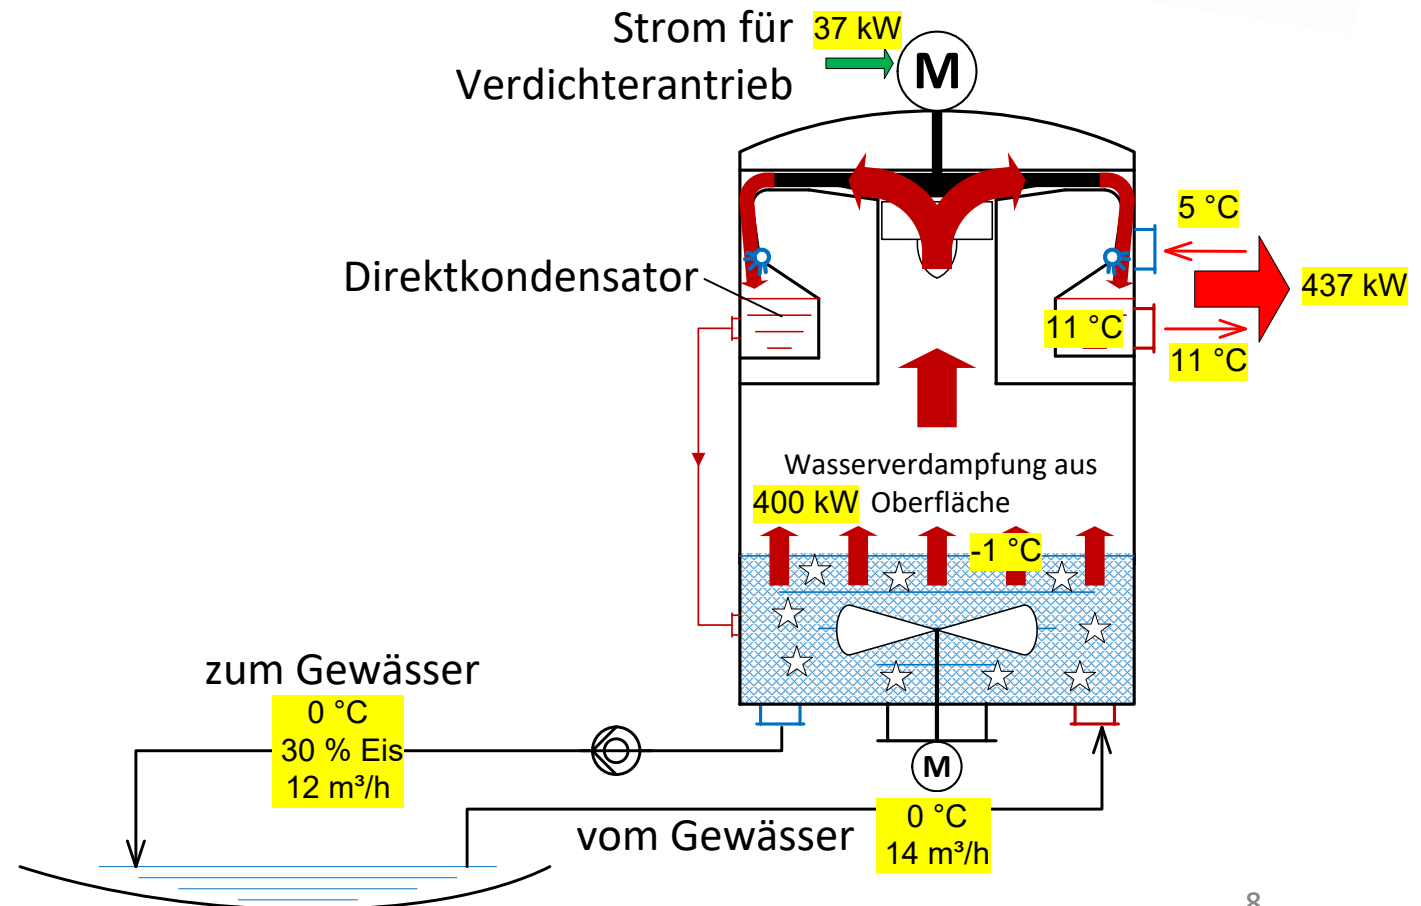 Strom für
Verdichterantrieb
37 kW
M
5 °C
Direktkondensator
437 kW
11 °C
11 °C
Wasserverdampfung aus
400 kW Oberfläche
-1 °C
zum Gewässer
0 °C
30 % Eis
12 m³/h
M
vom Gewässer
0 °C
14 m³/h
8